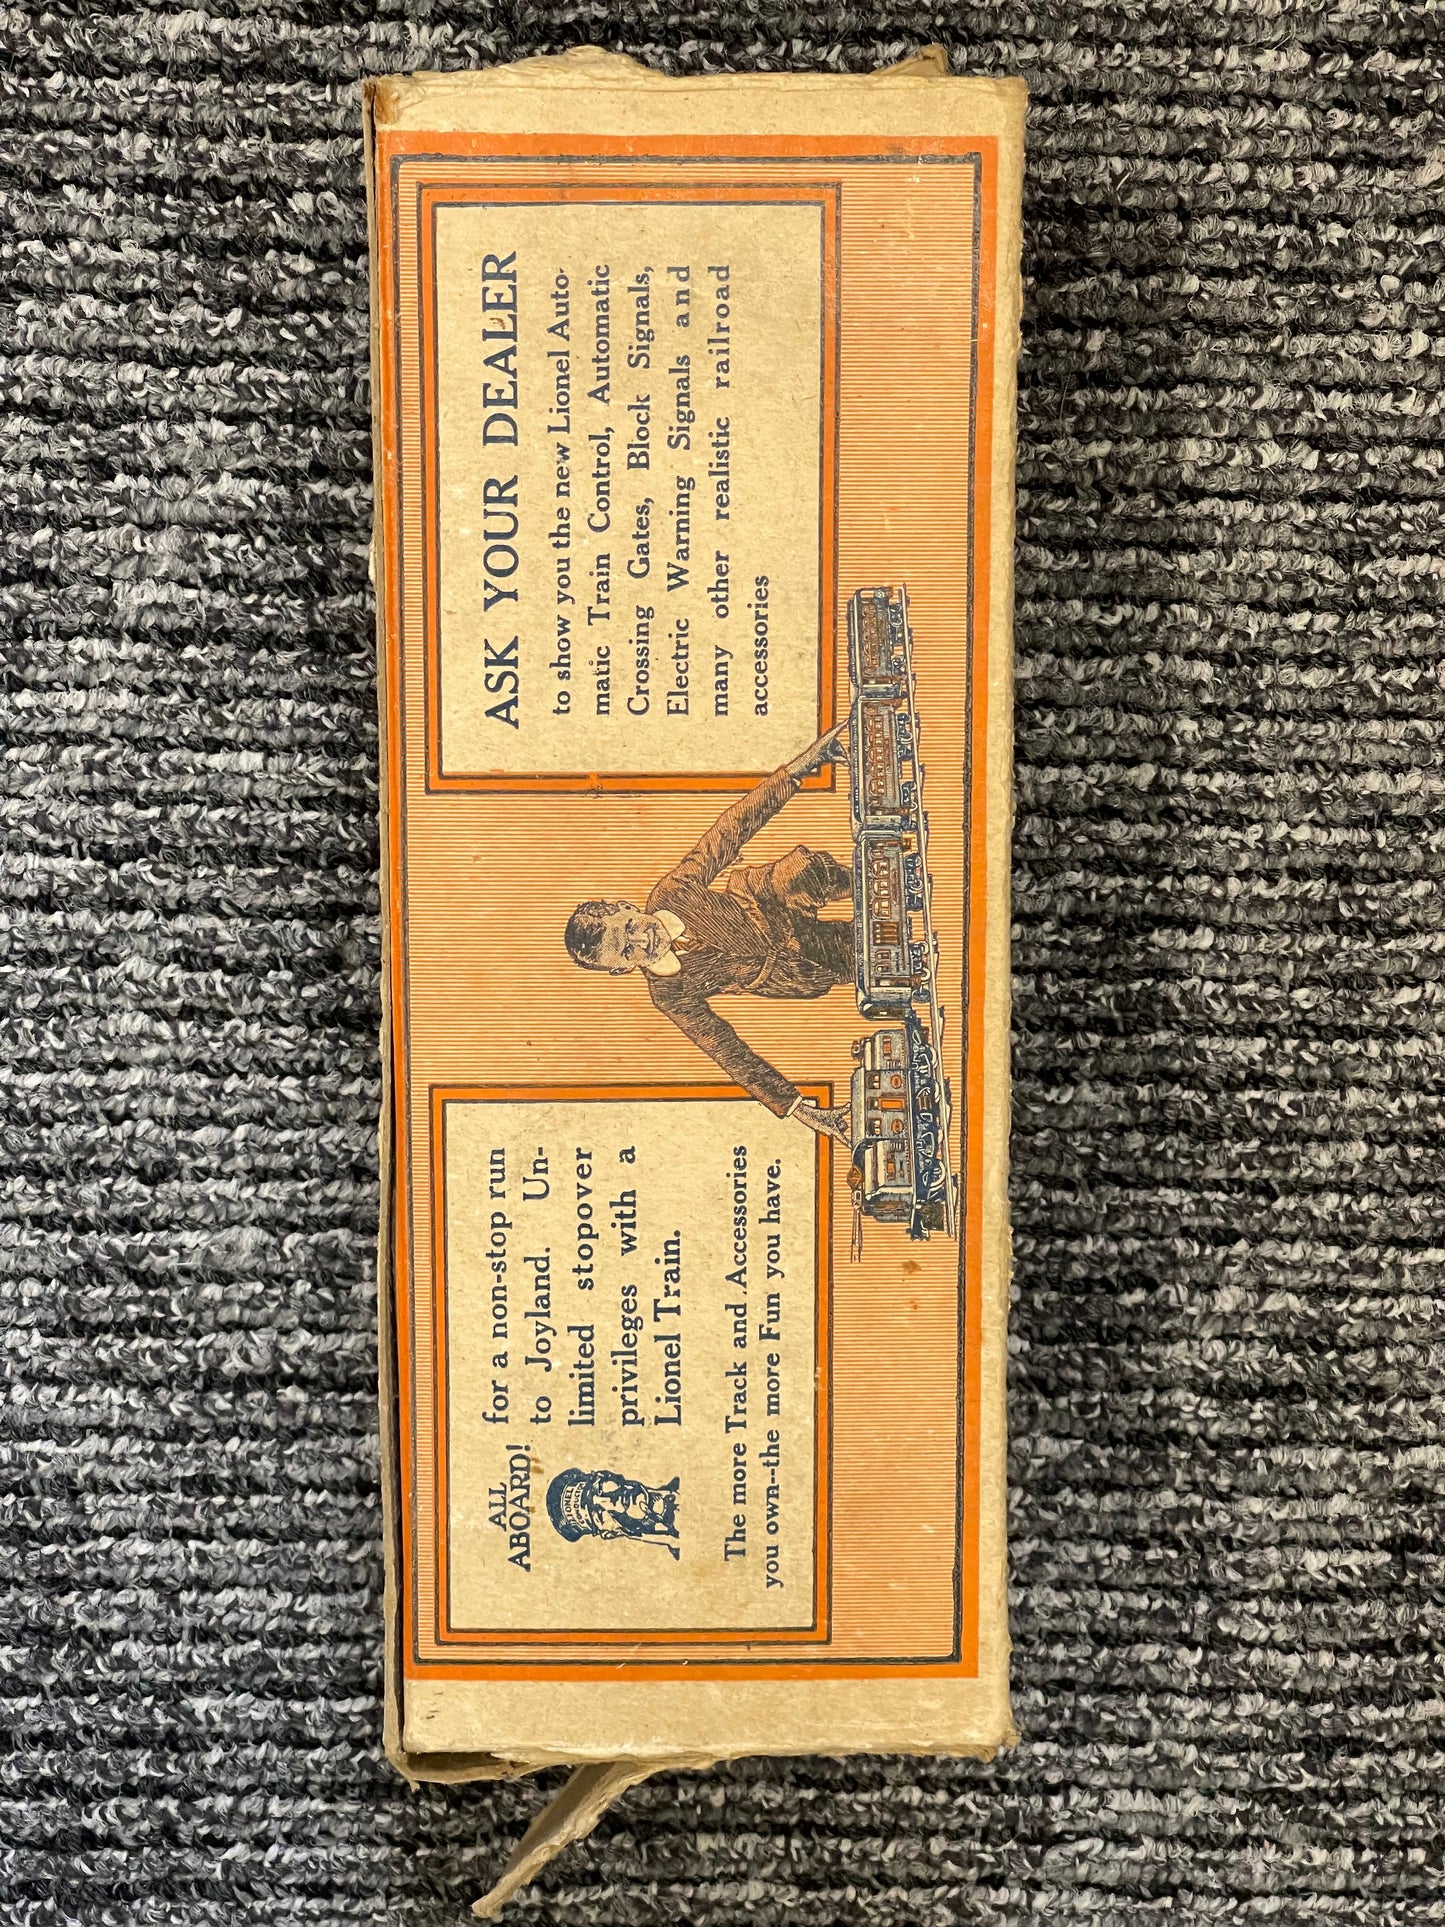 ALL
ABOARD!
for a non-stop run
to Joyland. Un-
limited stopover
privileges with a
Lionel Train.
LIONEL
CONDUCTOR
The more Track and Accessories
you own--the more Fun you have.
ASK YOUR DEALER
to show you the new Lionel Auto-
matic Train Control, Automatic
Crossing Gates, Block Signals,
Electric Warning Signals and
many other realistic railroad
accessories